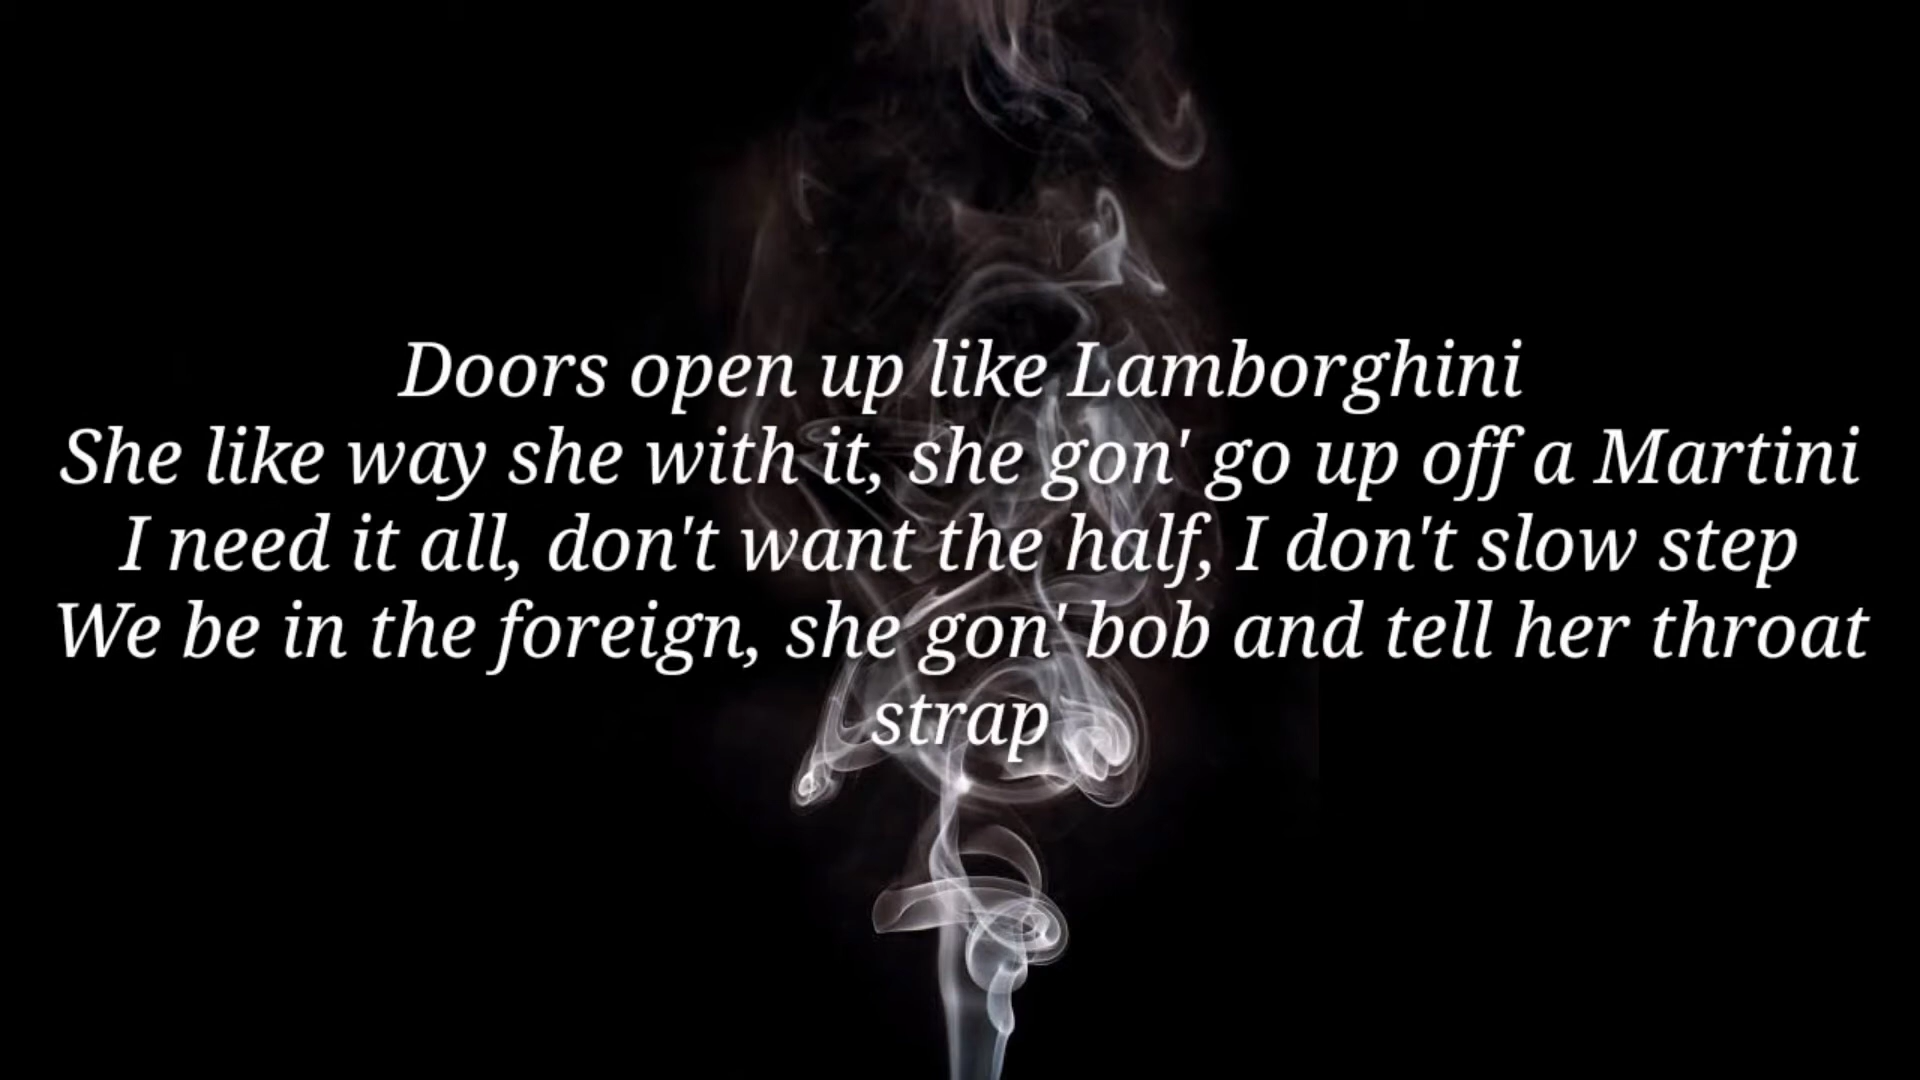 Doors open up like Lamborghini
She like way she with it, she gon' go up off a Martini
I need it all, don't want the half, I don't slow step
We be in the foreign, she gon' bob and tell her throat
strap